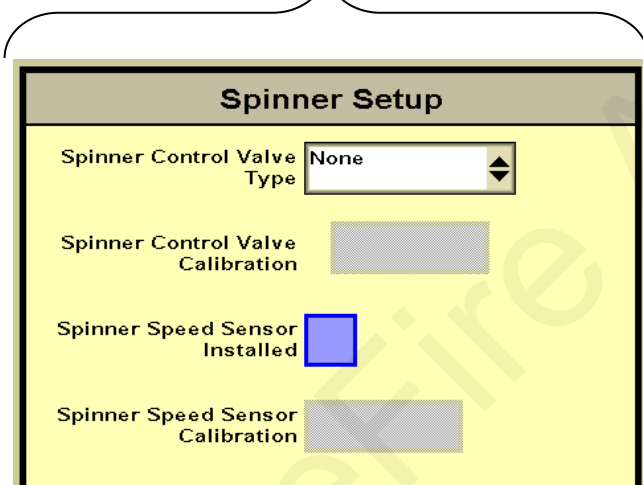 Spinner Setup
Spinner Control Valve
Type
None
Spinner Control Valve
Calibration
Spinner Speed Sensor
Installed
Spinner Speed Sensor
Calibration